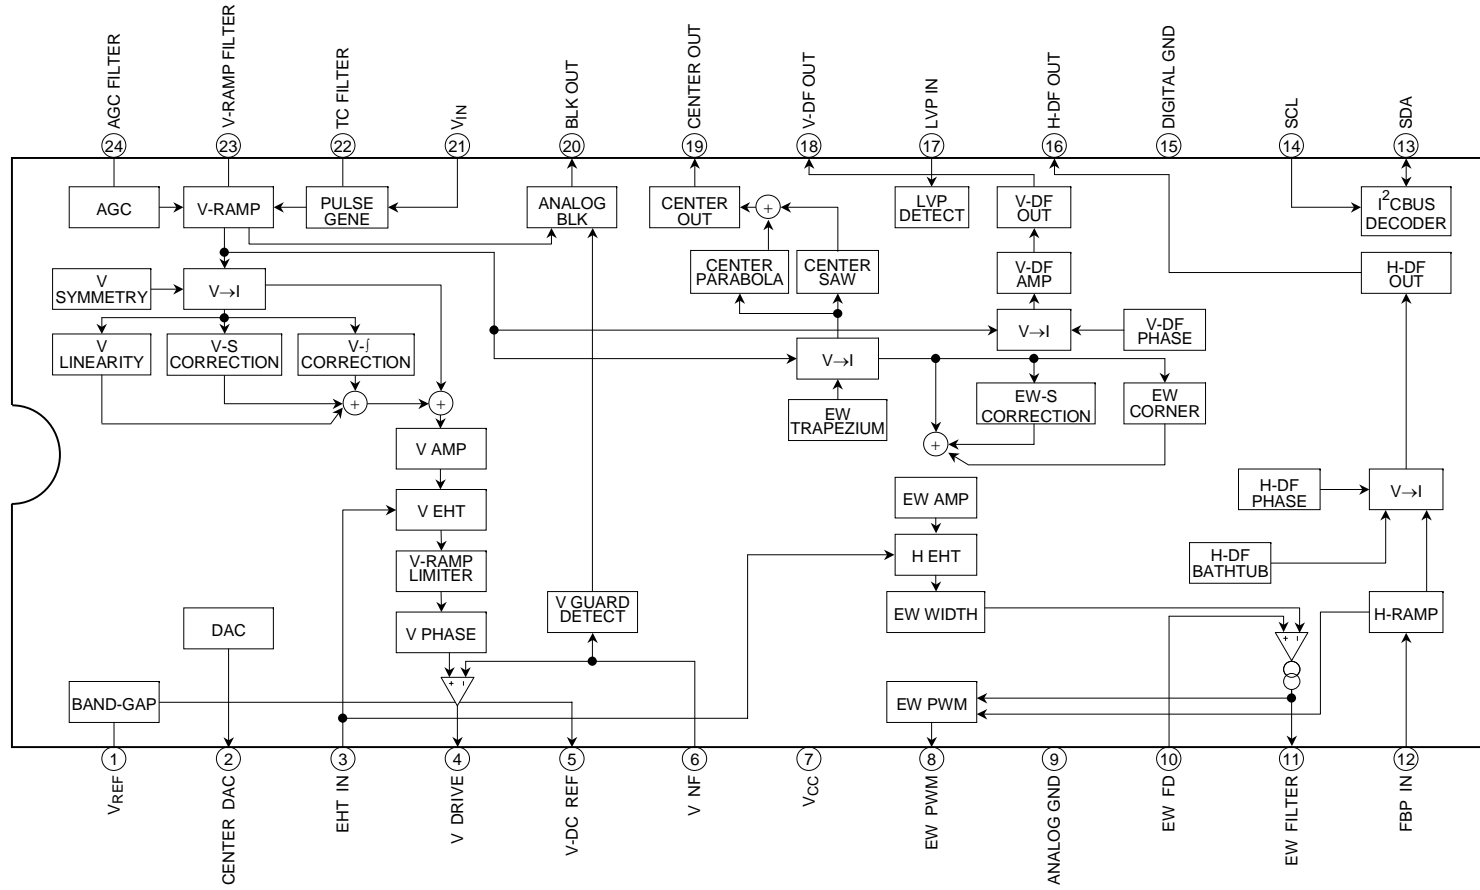 AGC FILTER
V-RAMP FILTER
TC FILTER
VIN
BLK OUT
CENTER OUT
V-DF OUT
LVP IN
H-DF OUT
DIGITAL GND
SCL
SDA
24
23
22
21
20
19
18
17
16
15
14
13
AGC
V-RAMP
PULSE
GENE
ANALOG
BLK
CENTER
OUT
+
LVP
DETECT
V-DF
OUT
I²CBUS
DECODER
V
SYMMETRY
V→I
CENTER
PARABOLA
CENTER
SAW
V-DF
AMP
H-DF
OUT
V
LINEARITY
V-S
CORRECTION
V-∫
CORRECTION
V→I
V→I
V-DF
PHASE
+
+
EW
TRAPEZIUM
EW-S
CORRECTION
EW
CORNER
+
V AMP
V EHT
V-RAMP
LIMITER
V PHASE
EW AMP
H EHT
EW WIDTH
H-DF
PHASE
V→I
H-DF
BATHTUB
H-RAMP
DAC
V GUARD
DETECT
+ −
+ −
BAND-GAP
EW PWM
1
2
3
4
5
6
7
8
9
10
11
12
VREF
CENTER DAC
EHT IN
V DRIVE
V-DC REF
V NF
VCC
EW PWM
ANALOG GND
EW FD
EW FILTER
FBP IN